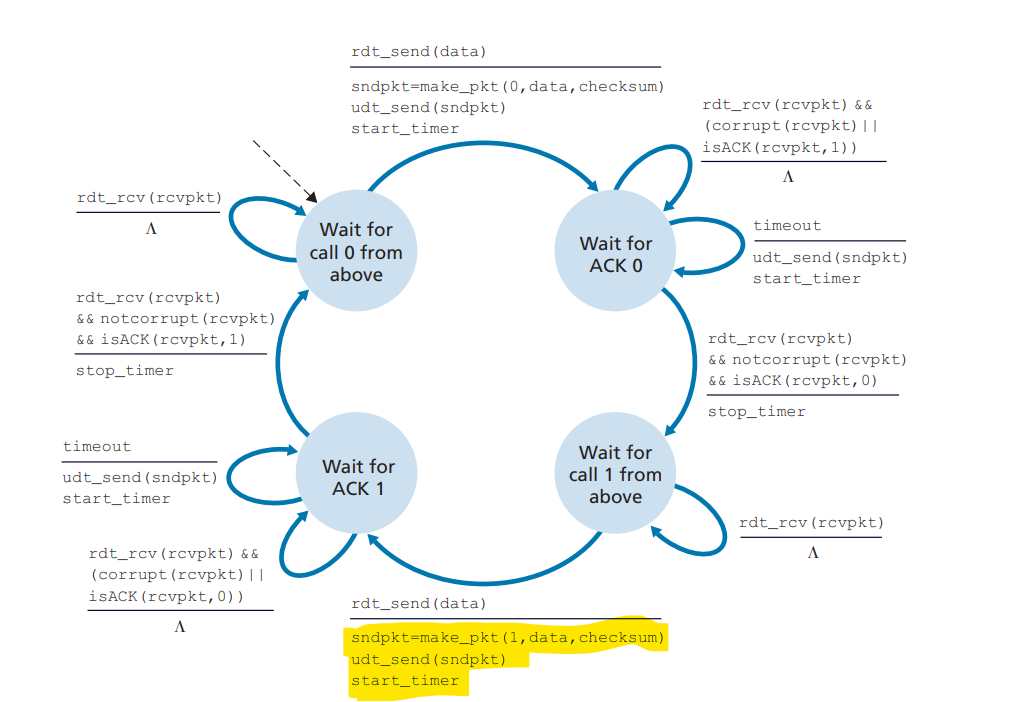 rdt_send(data)
sndpkt=make_pkt(0,data,checksum)
udt_send(sndpkt)
start_timer
rdt_rcv(rcvpkt) &&
(corrupt(rcvpkt)||
isACK(rcvpkt,1))
Λ
rdt_rcv(rcvpkt)
Λ
Wait for
call 0 from
above
Wait for
ACK 0
timeout
udt_send(sndpkt)
start_timer
rdt_rcv(rcvpkt)
&& notcorrupt(rcvpkt)
&& isACK(rcvpkt,1)
stop_timer
rdt_rcv(rcvpkt)
&& notcorrupt(rcvpkt)
&& isACK(rcvpkt,0)
stop_timer
timeout
udt_send(sndpkt)
start_timer
Wait for
ACK 1
Wait for
call 1 from
above
rdt_rcv(rcvpkt)
Λ
rdt_rcv(rcvpkt) &&
(corrupt(rcvpkt)||
isACK(rcvpkt,0))
Λ
rdt_send(data)
sndpkt=make_pkt(1,data,checksum)
udt_send(sndpkt)
start_timer